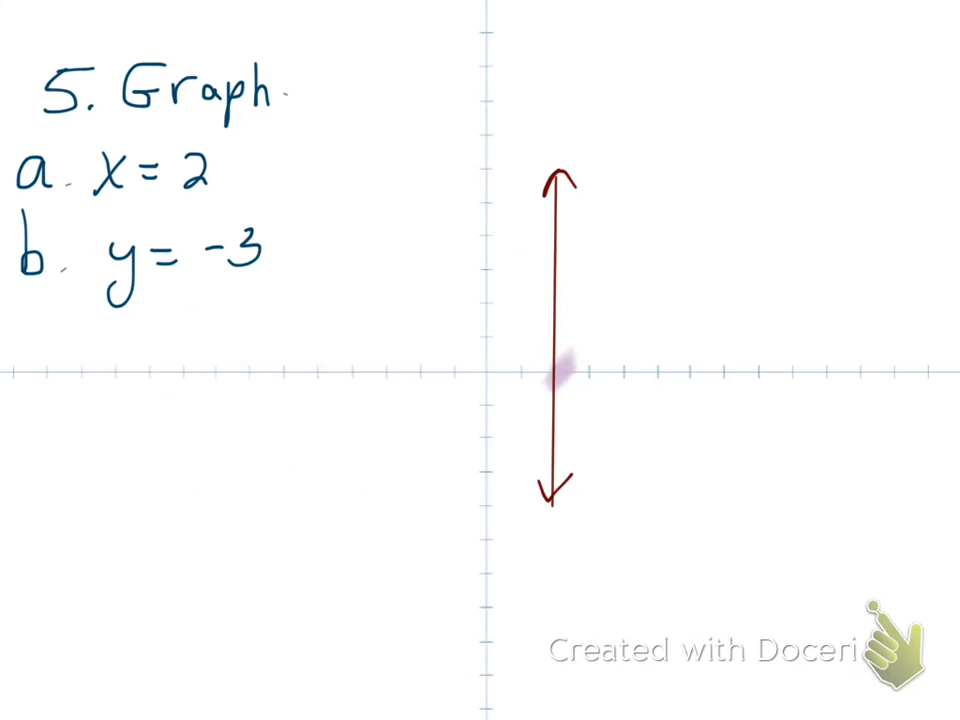 5. Graph.
a. x = 2
b. y = -3
Created with Doceri